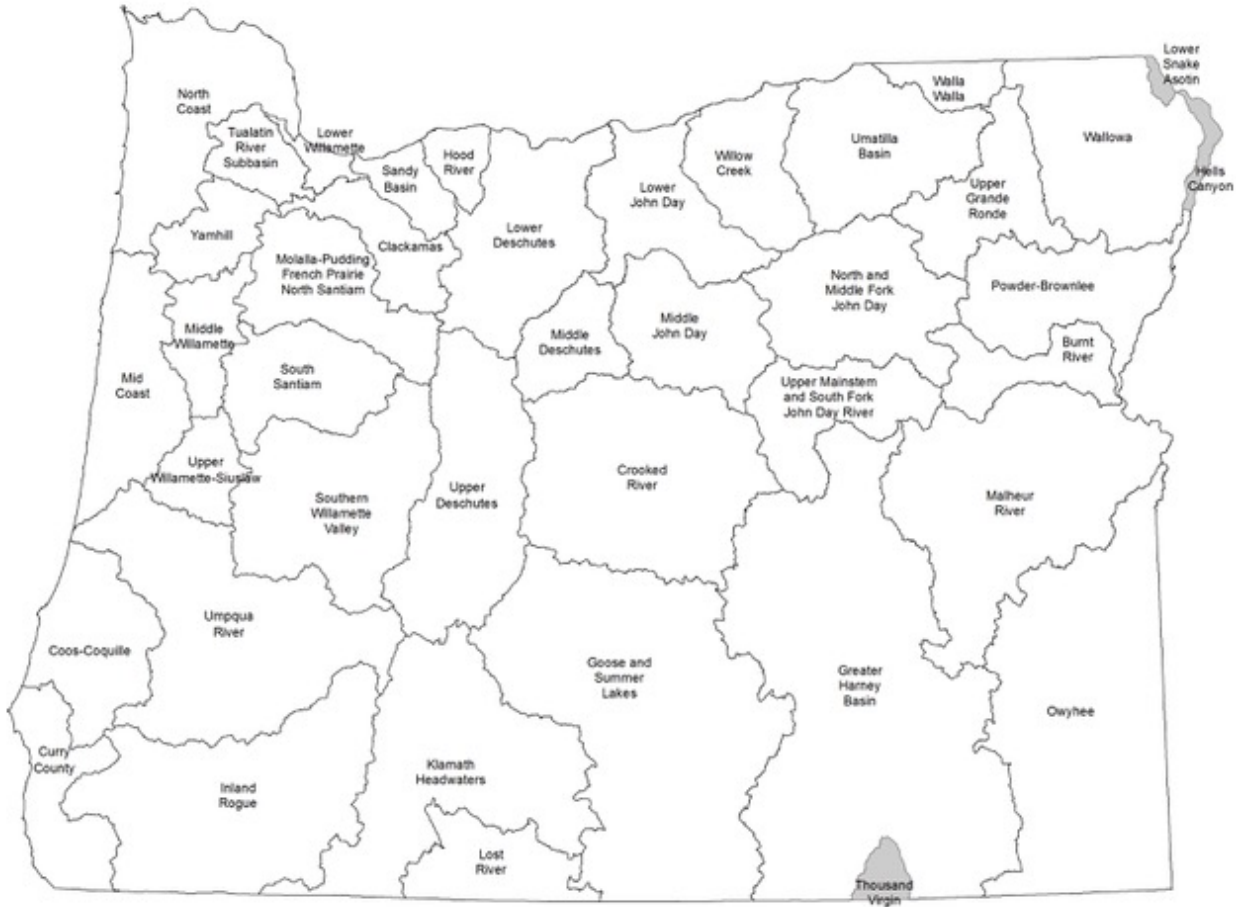 Lower
Snake
Asotin
North
Coast
Walla
Walla
Tualatin
River
Subbasin
Lower
Willamette
Hood
River
Sandy
Basin
Willow
Creek
Umatilla
Basin
Wallowa
Hells
Canyon
Lower
John Day
Upper
Grande
Ronde
Yamhill
Lower
Deschutes
Clackamas
Molalla-Pudding
French Prairie
North Santiam
North and
Middle Fork
John Day
Powder-Brownlee
Middle
Willamette
Middle
Deschutes
Middle
John Day
Burnt
River
Mid
Coast
South
Santiam
Upper Mainstem
and South Fork
John Day River
Upper
Willamette-Siuslaw
Southern
Willamette
Valley
Upper
Deschutes
Crooked
River
Malheur
River
Umpqua
River
Coos-Coquille
Goose and
Summer
Lakes
Greater
Harney
Basin
Owyhee
Curry
County
Inland
Rogue
Klamath
Headwaters
Lost
River
Thousand
Virgin